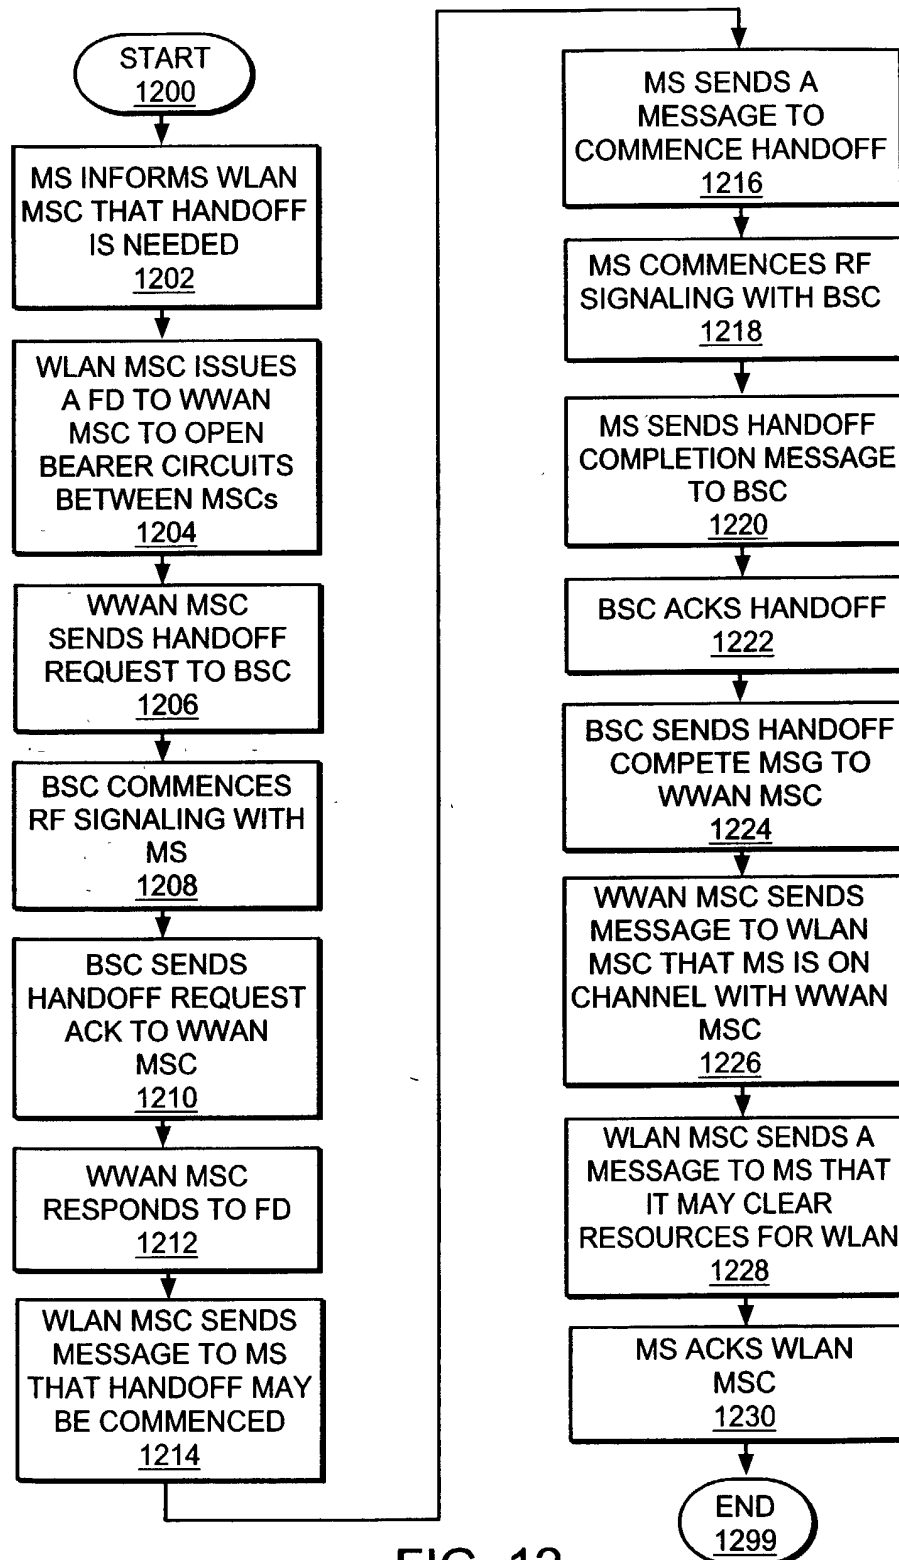 START
1200
MS INFORMS WLAN
MSC THAT HANDOFF
IS NEEDED
1202
WLAN MSC ISSUES
A FD TO WWAN
MSC TO OPEN
BEARER CIRCUITS
BETWEEN MSCs
1204
WWAN MSC
SENDS HANDOFF
REQUEST TO BSC
1206
BSC COMMENCES
RF SIGNALING WITH
MS
1208
BSC SENDS
HANDOFF REQUEST
ACK TO WWAN
MSC
1210
WWAN MSC
RESPONDS TO FD
1212
WLAN MSC SENDS
MESSAGE TO MS
THAT HANDOFF MAY
BE COMMENCED
1214
MS SENDS A
MESSAGE TO
COMMENCE HANDOFF
1216
MS COMMENCES RF
SIGNALING WITH BSC
1218
MS SENDS HANDOFF
COMPLETION MESSAGE
TO BSC
1220
BSC ACKS HANDOFF
1222
BSC SENDS HANDOFF
COMPETE MSG TO
WWAN MSC
1224
WWAN MSC SENDS
MESSAGE TO WLAN
MSC THAT MS IS ON
CHANNEL WITH WWAN
MSC
1226
WLAN MSC SENDS A
MESSAGE TO MS THAT
IT MAY CLEAR
RESOURCES FOR WLAN
1228
MS ACKS WLAN
MSC
1230
END
1299
FIG. 12